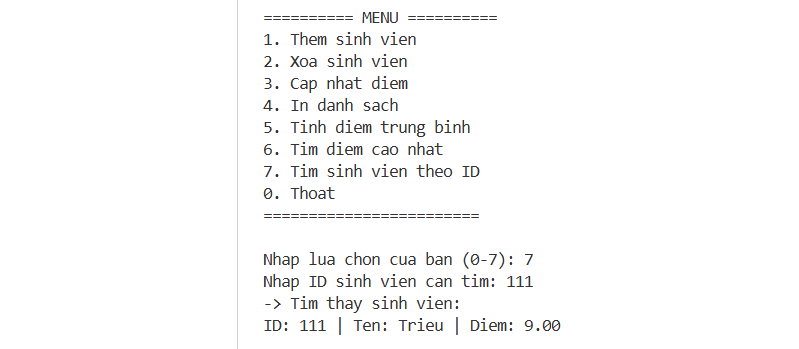 ========== MENU ==========
1. Them sinh vien
2. Xoa sinh vien
3. Cap nhat diem
4. In danh sach
5. Tinh diem trung binh
6. Tim diem cao nhat
7. Tim sinh vien theo ID
0. Thoat
========================
Nhap lua chon cua ban (0-7): 7
Nhap ID sinh vien can tim: 111
-> Tim thay sinh vien:
ID: 111 | Ten: Trieu | Diem: 9.00